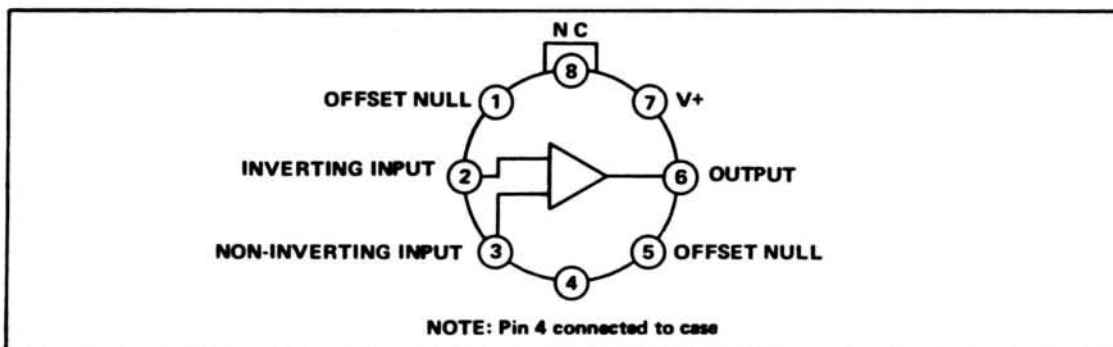 N C
8
OFFSET NULL 1
7 V+
INVERTING INPUT 2
6 OUTPUT
NON-INVERTING INPUT 3
5 OFFSET NULL
4
NOTE: Pin 4 connected to case